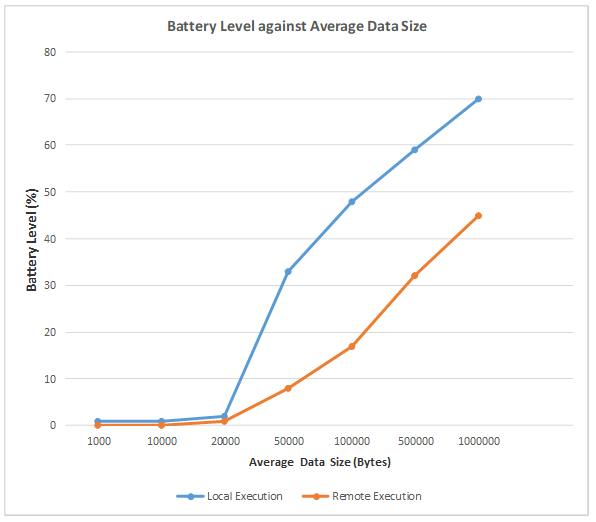 Battery Level against Average Data Size
80
70
60
50
40
30
20
10
0
Battery Level (%)
1000 10000 20000 50000 100000 500000 1000000
Average Data Size (Bytes)
Local Execution Remote Execution